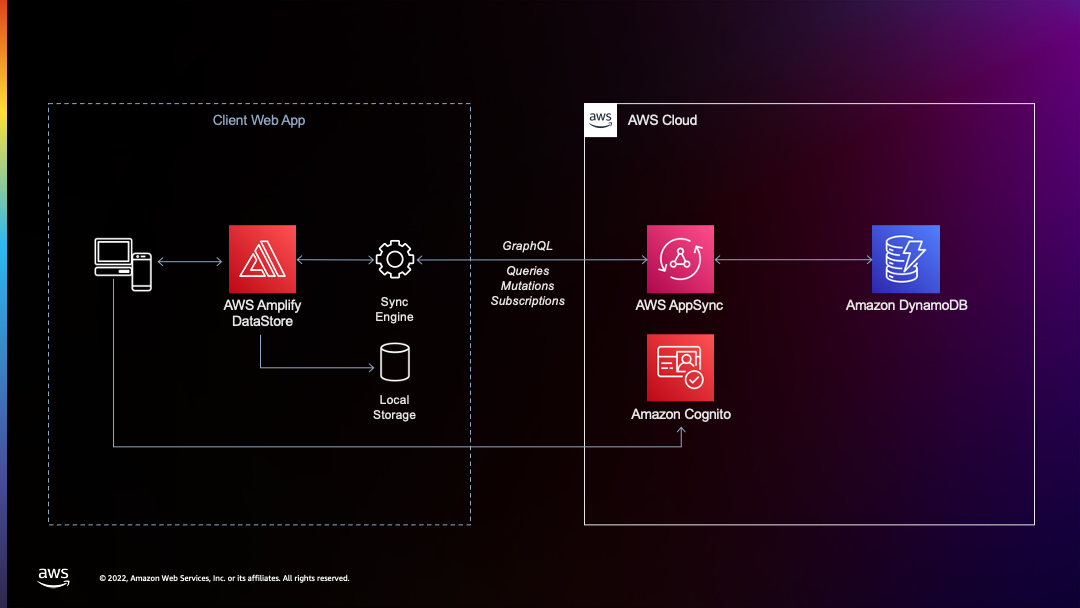 Client Web App
aws
AWS Cloud
GraphQL
Queries
Mutations
Subscriptions
AWS Amplify
DataStore
Sync
Engine
AWS AppSync
Amazon DynamoDB
Local
Storage
Amazon Cognito
aws
© 2022, Amazon Web Services, Inc. or its affiliates. All rights reserved.